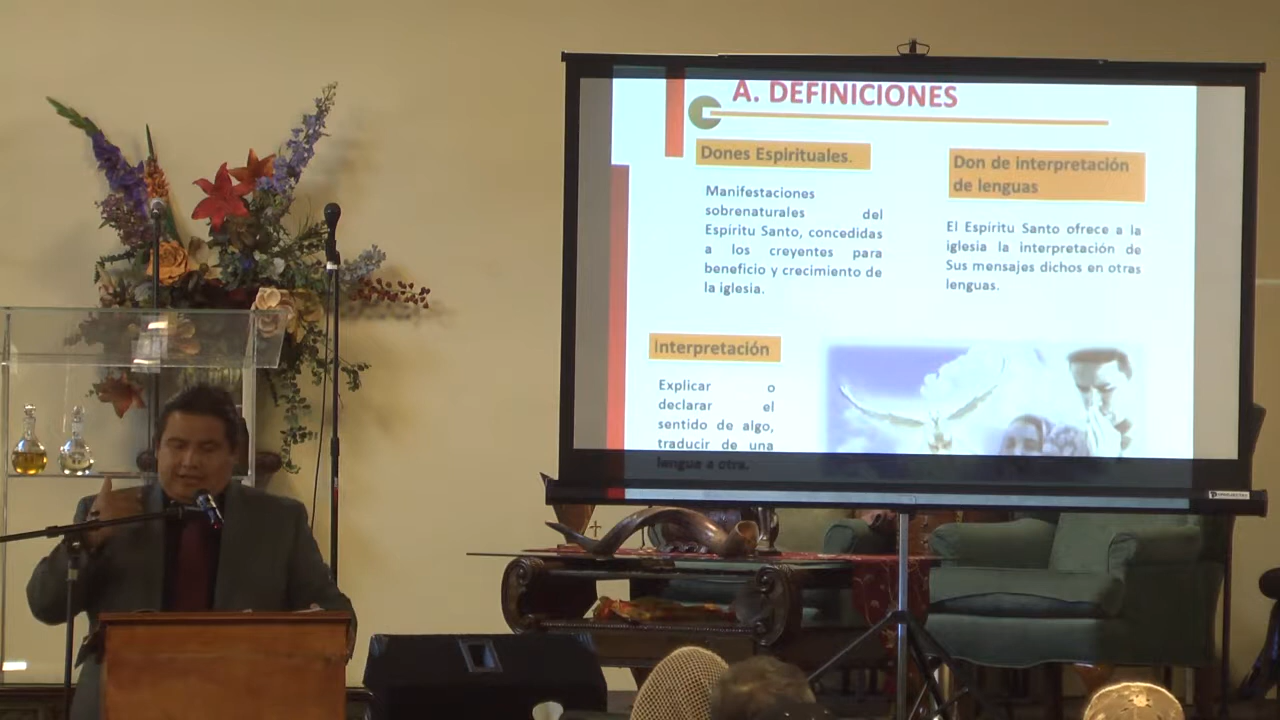 A. DEFINICIONES
Dones Espirituales.
Manifestaciones
sobrenaturales del
Espíritu Santo, concedidas
a los creyentes para
beneficio y crecimiento de
la iglesia.
Don de interpretación
de lenguas
El Espíritu Santo ofrece a la
iglesia la interpretación de
Sus mensajes dichos en otras
lenguas.
Interpretación
Explicar o
declarar el
sentido de algo,
traducir de una
lengua a otra.